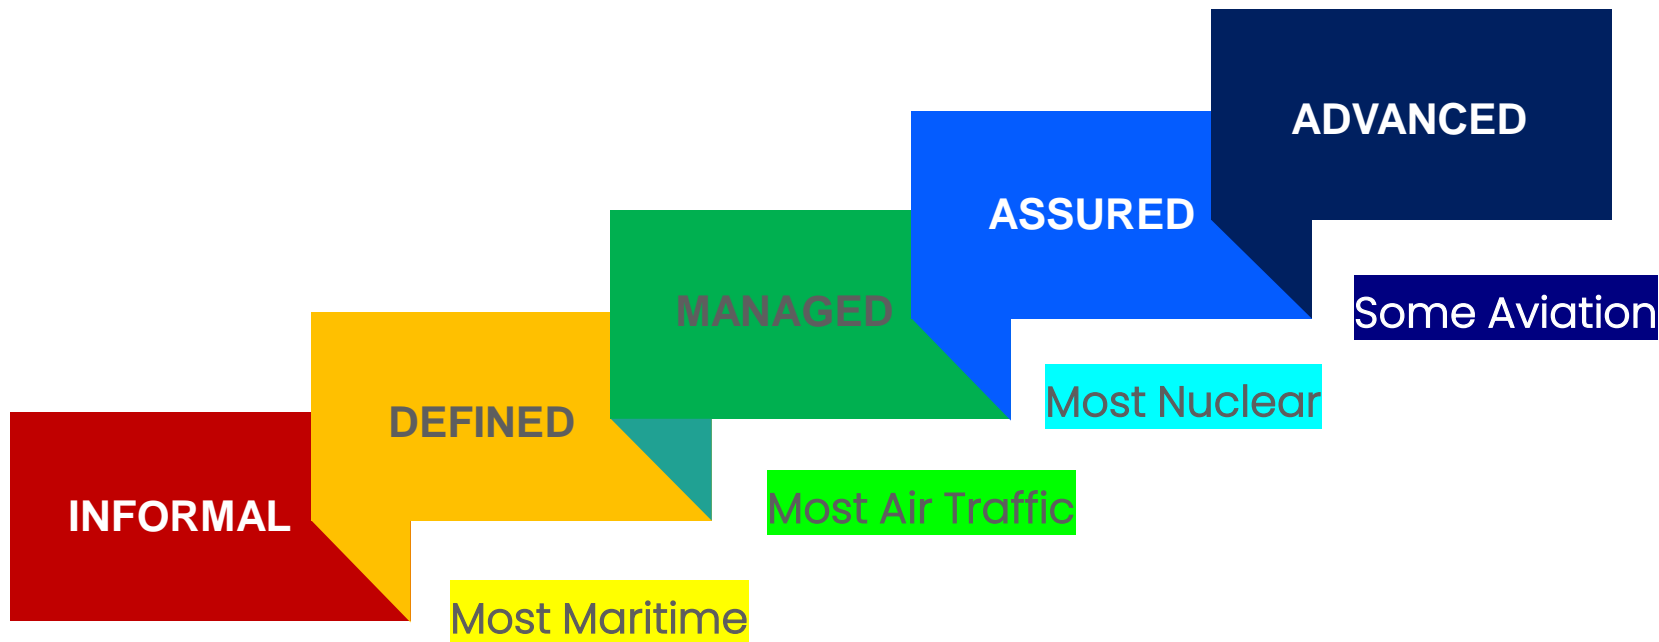 ADVANCED
ASSURED
MANAGED
DEFINED
INFORMAL
Some Aviation
Most Nuclear
Most Air Traffic
Most Maritime